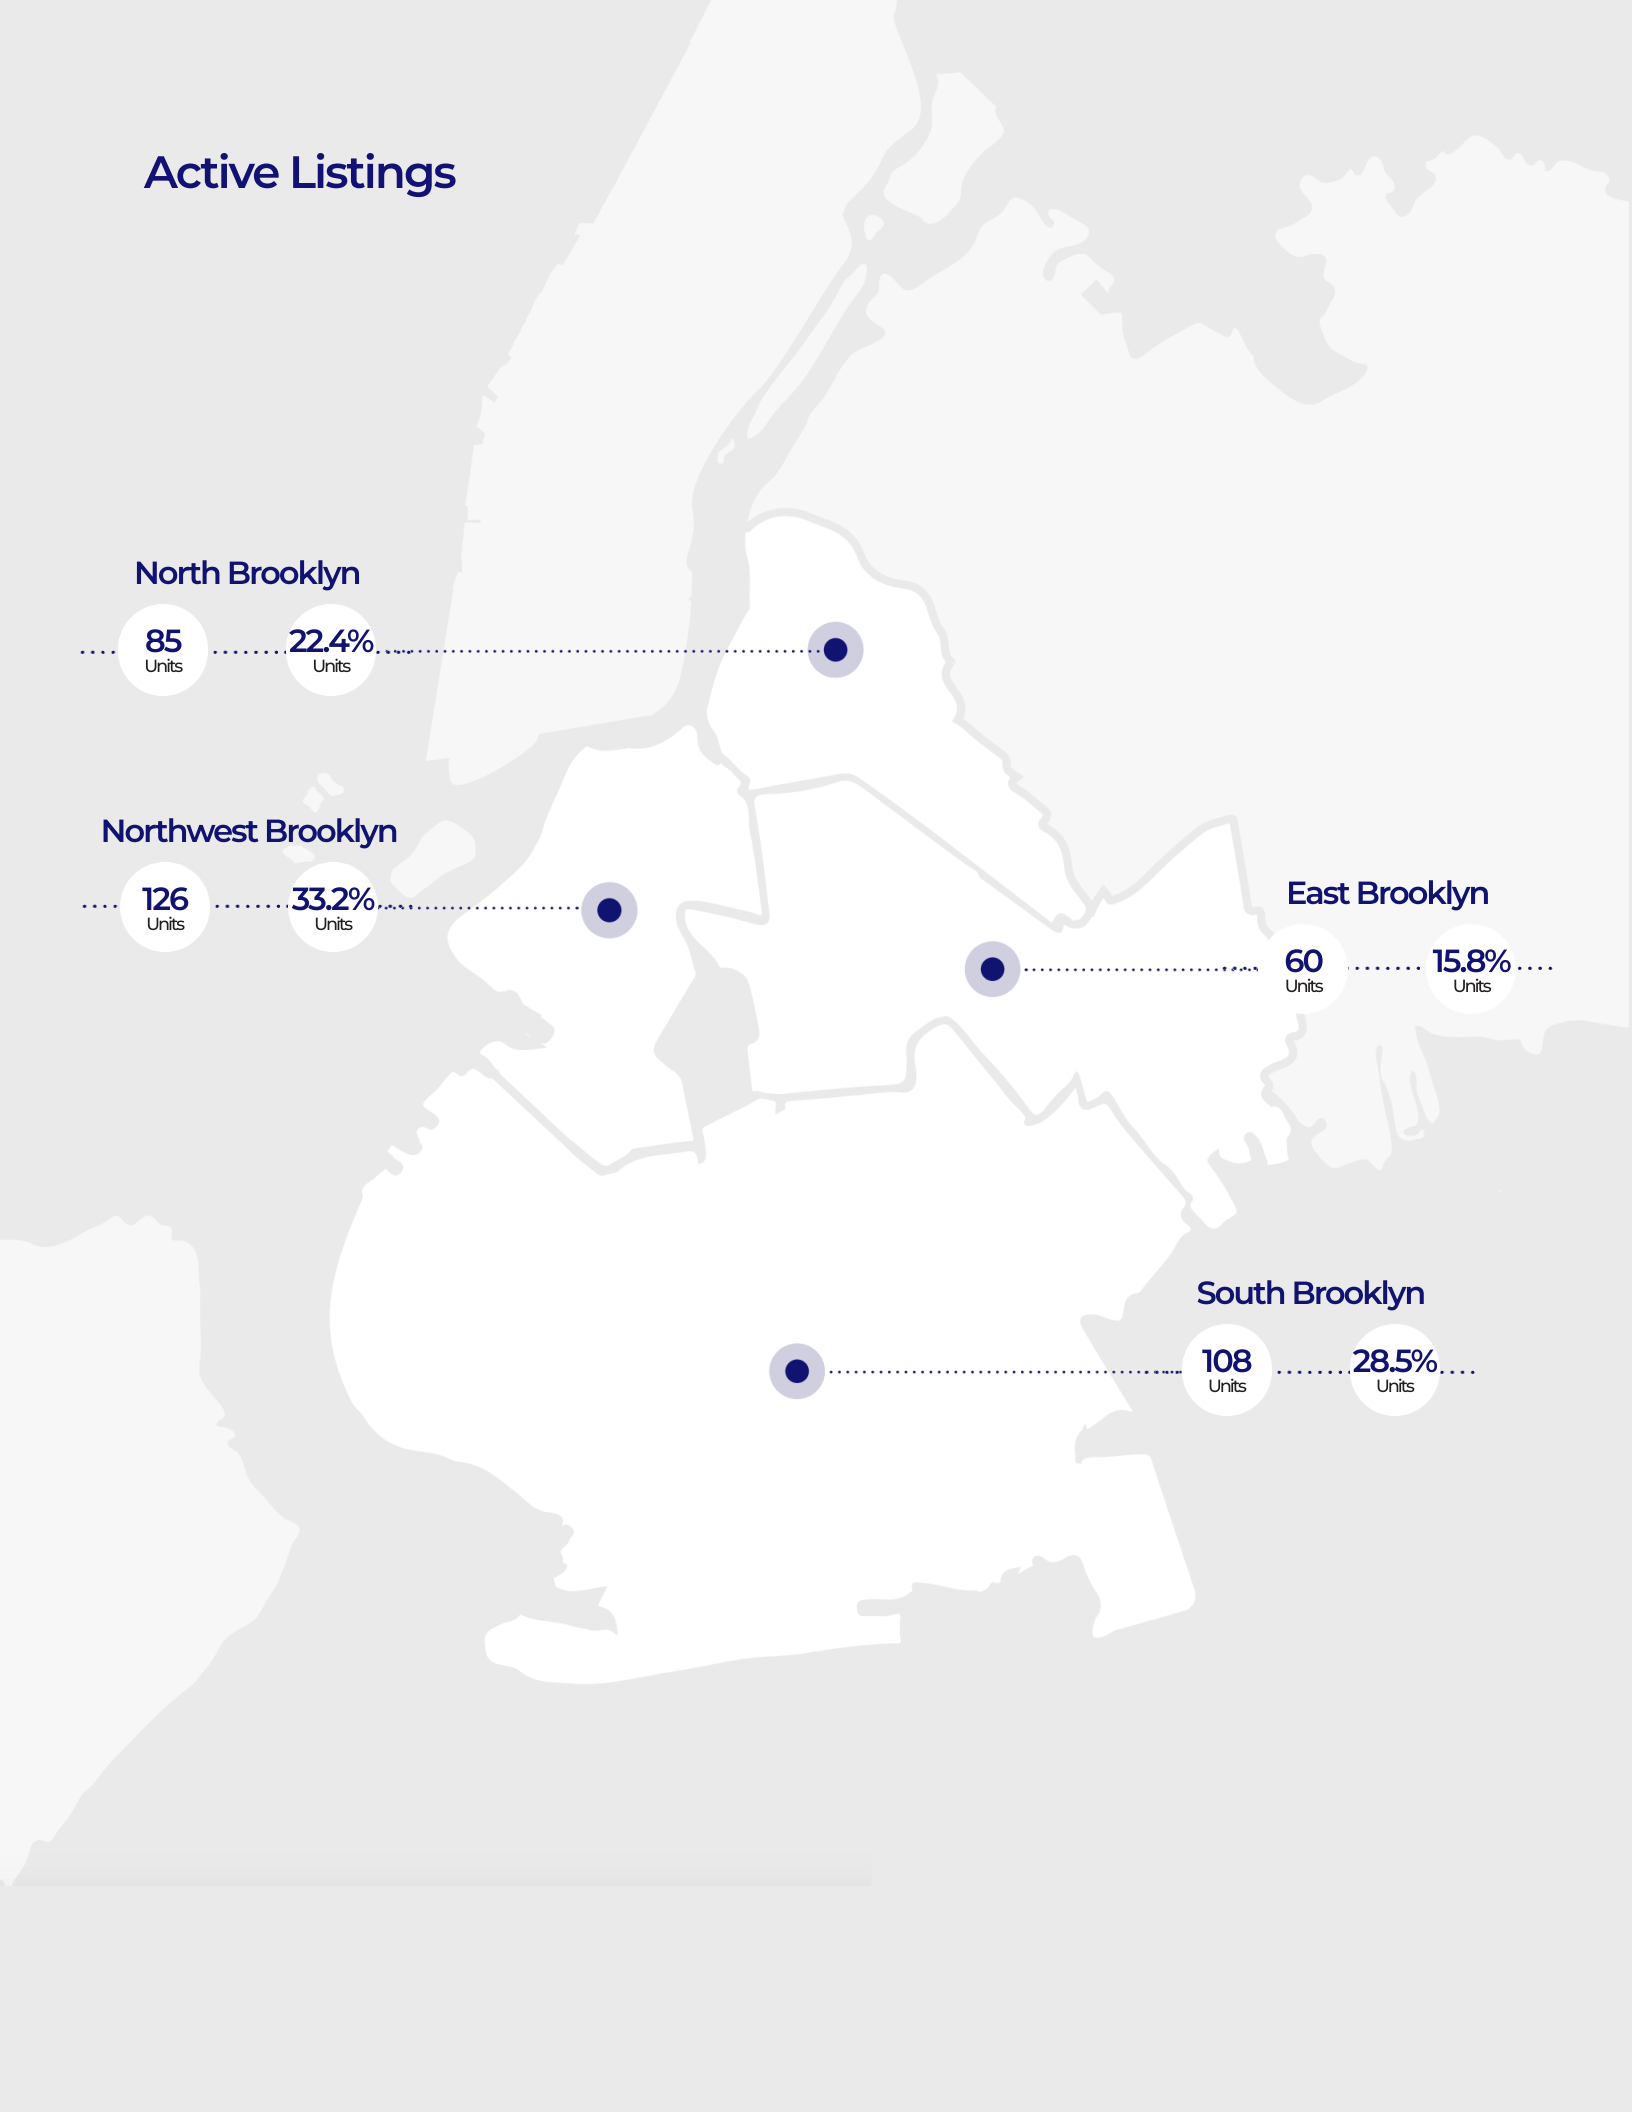 Active Listings
North Brooklyn
85 22.4%
Units Units
Northwest Brooklyn
126 33.2%
Units Units
East Brooklyn
60 15.8%
Units Units
South Brooklyn
108 28.5%
Units Units